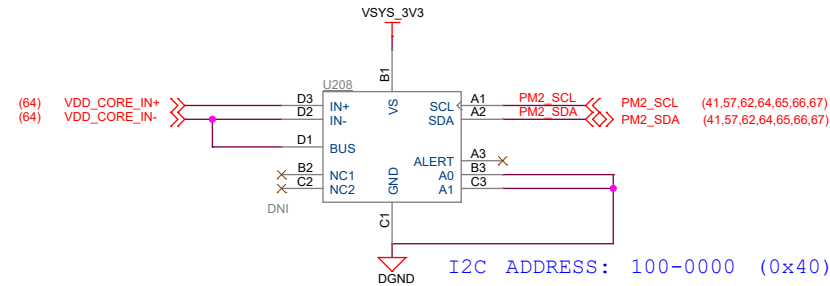 VSYS_3V3
U208
B1
(64) VDD_CORE_IN+ D3 IN+ VS SCL A1 PM2_SCL PM2_SCL (41,57,62,64,65,66,67)
(64) VDD_CORE_IN- D2 IN- SDA A2 PM2_SDA PM2_SDA (41,57,62,64,65,66,67)
D1 BUS
ALERT A3
B2 NC1 A0 B3
C2 NC2 GND A1 C3
DNI
C1
DGND
I2C ADDRESS: 100-0000 (0x40)